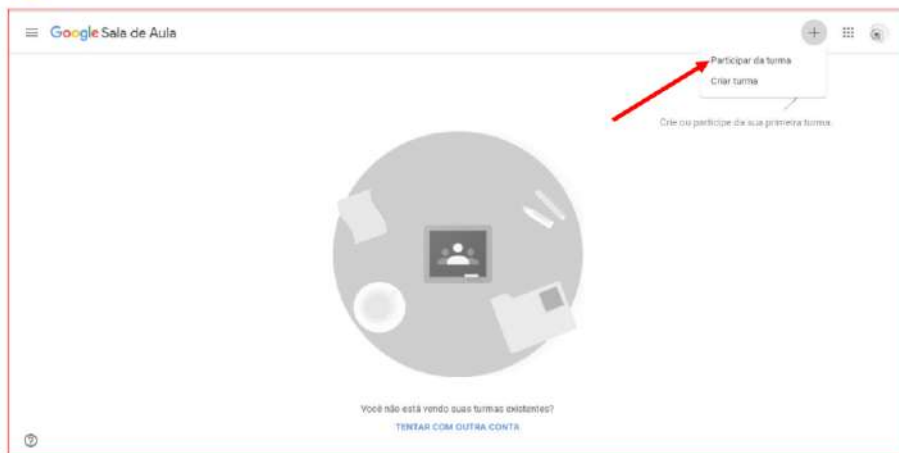 Google Sala de Aula
Participar da turma
Criar turma
Crie ou participe da sua primeira turma.
Você não está vendo suas turmas existentes?
TENTAR COM OUTRA CONTA